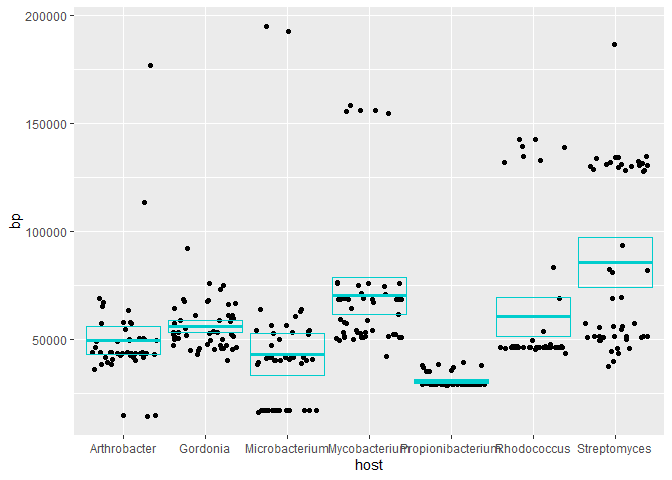 200000
150000
100000
50000
bp
Arthrobacter Gordonia Microbacterium Mycobacterium Propionibacterium Rhodococcus Streptomyces
host